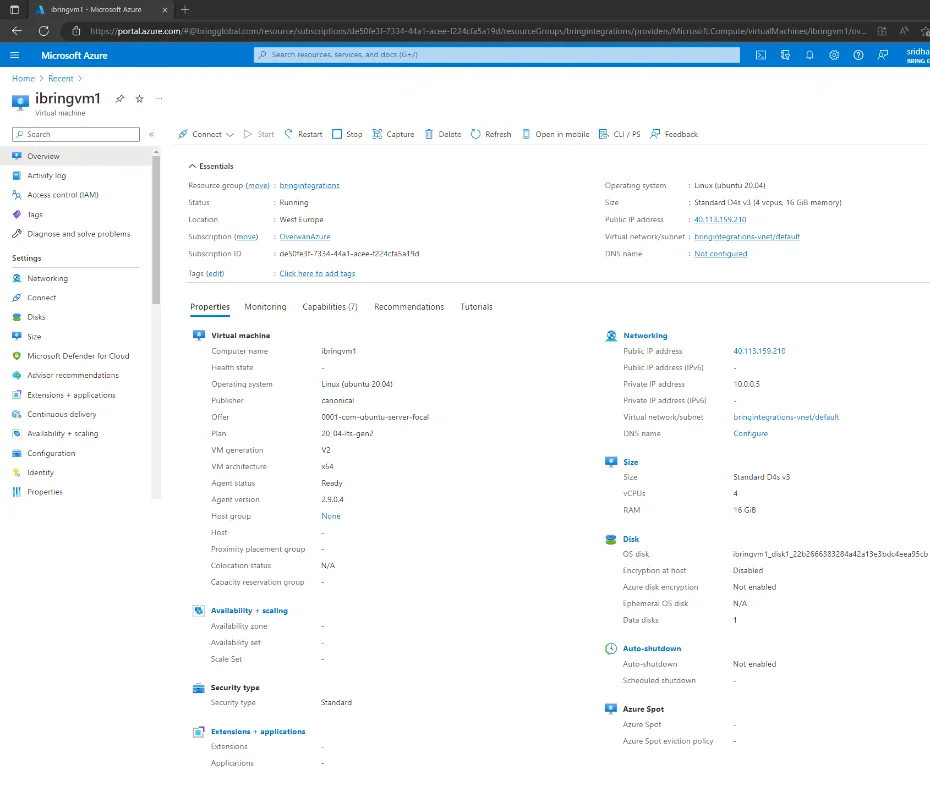 ibringvm1 - Microsoft Azure
https://portal.azure.com/#@bringglobal.com/resource/subscriptions/de50fe3f-7334-44a1-acee-f224cfa5a19d/resourceGroups/bringintegrations/providers/Microsoft.Compute/virtualMachines/ibringvm1/ov...
Microsoft Azure
Search resources, services, and docs (G+/)
sridha
BRING G
Home > Recent >
ibringvm1
Virtual machine
Search
Connect Start Restart Stop Capture Delete Refresh Open in mobile CLI / PS Feedback
Overview
Activity log
Access control (IAM)
Tags
Diagnose and solve problems
Settings
Networking
Connect
Disks
Size
Microsoft Defender for Cloud
Advisor recommendations
Extensions + applications
Continuous delivery
Availability + scaling
Configuration
Identity
Properties
Essentials
Resource group (move) : bringintegrations
Status : Running
Location : West Europe
Subscription (move) : OverwanAzure
Subscription ID : de50fe3f-7334-44a1-acee-f224cfa5a19d
Tags (edit) : Click here to add tags
Operating system : Linux (ubuntu 20.04)
Size : Standard D4s v3 (4 vcpus, 16 GiB memory)
Public IP address : 40.113.159.210
Virtual network/subnet : bringintegrations-vnet/default
DNS name : Not configured
Properties Monitoring Capabilities (7) Recommendations Tutorials
Virtual machine
Computer name ibringvm1
Health state -
Operating system Linux (ubuntu 20.04)
Publisher canonical
Offer 0001-com-ubuntu-server-focal
Plan 20_04-lts-gen2
VM generation V2
VM architecture x64
Agent status Ready
Agent version 2.9.0.4
Host group None
Host -
Proximity placement group -
Colocation status N/A
Capacity reservation group -
Availability + scaling
Availability zone -
Availability set -
Scale Set -
Security type
Security type Standard
Extensions + applications
Extensions -
Applications -
Networking
Public IP address 40.113.159.210
Public IP address (IPv6) -
Private IP address 10.0.0.5
Private IP address (IPv6) -
Virtual network/subnet bringintegrations-vnet/default
DNS name Configure
Size
Size Standard D4s v3
vCPUs 4
RAM 16 GiB
Disk
OS disk ibringvm1_disk1_22b2666383284a42a13e3bdc4eea95cb
Encryption at host Disabled
Azure disk encryption Not enabled
Ephemeral OS disk N/A
Data disks 1
Auto-shutdown
Auto-shutdown Not enabled
Scheduled shutdown -
Azure Spot
Azure Spot -
Azure Spot eviction policy -